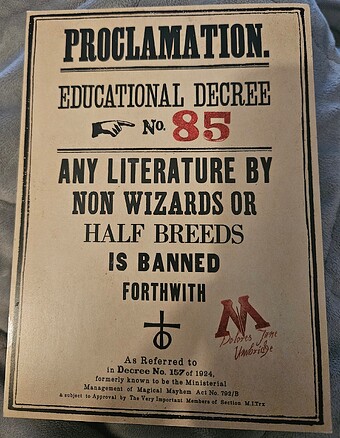 PROCLAMATION.
EDUCATIONAL DECREE
No. 85
ANY LITERATURE BY
NON WIZARDS OR
HALF BREEDS
IS BANNED
FORTHWITH
M
Dolores Jane
Umbridge
As Referred to
in Decree No. 157 of 1924,
formerly known to be the Ministerial
Management of Magical Mayhem Act No. 792/B
& subject to Approval by The Very Important Members of Section M.I.Txx